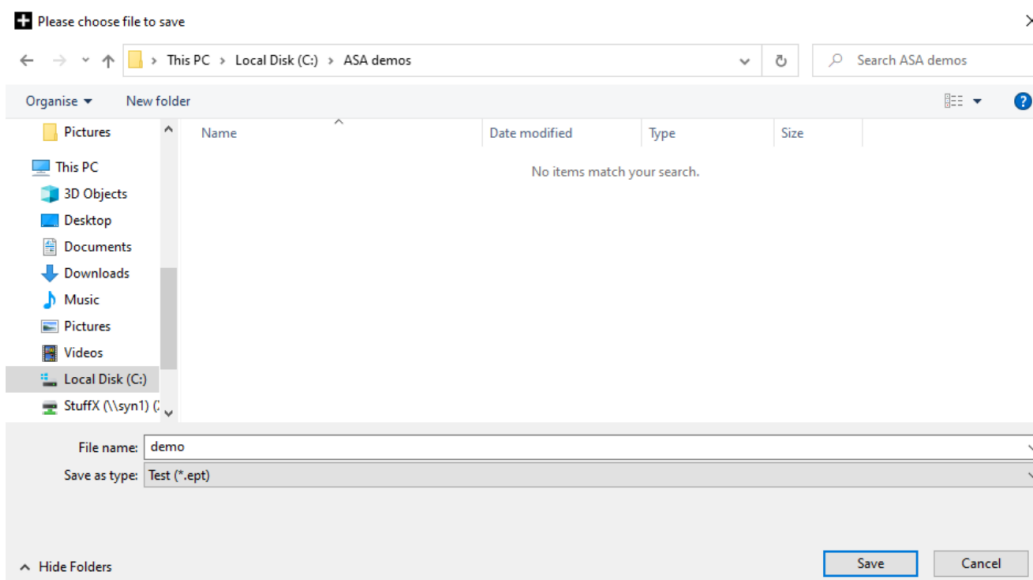 Please choose file to save
This PC > Local Disk (C:) > ASA demos
Search ASA demos
Organise
New folder
Name
Date modified
Type
Size
No items match your search.
Pictures
This PC
3D Objects
Desktop
Documents
Downloads
Music
Pictures
Videos
Local Disk (C:)
StuffX (\\syn1) (
File name: demo
Save as type: Test (*.ept)
Hide Folders
Save
Cancel